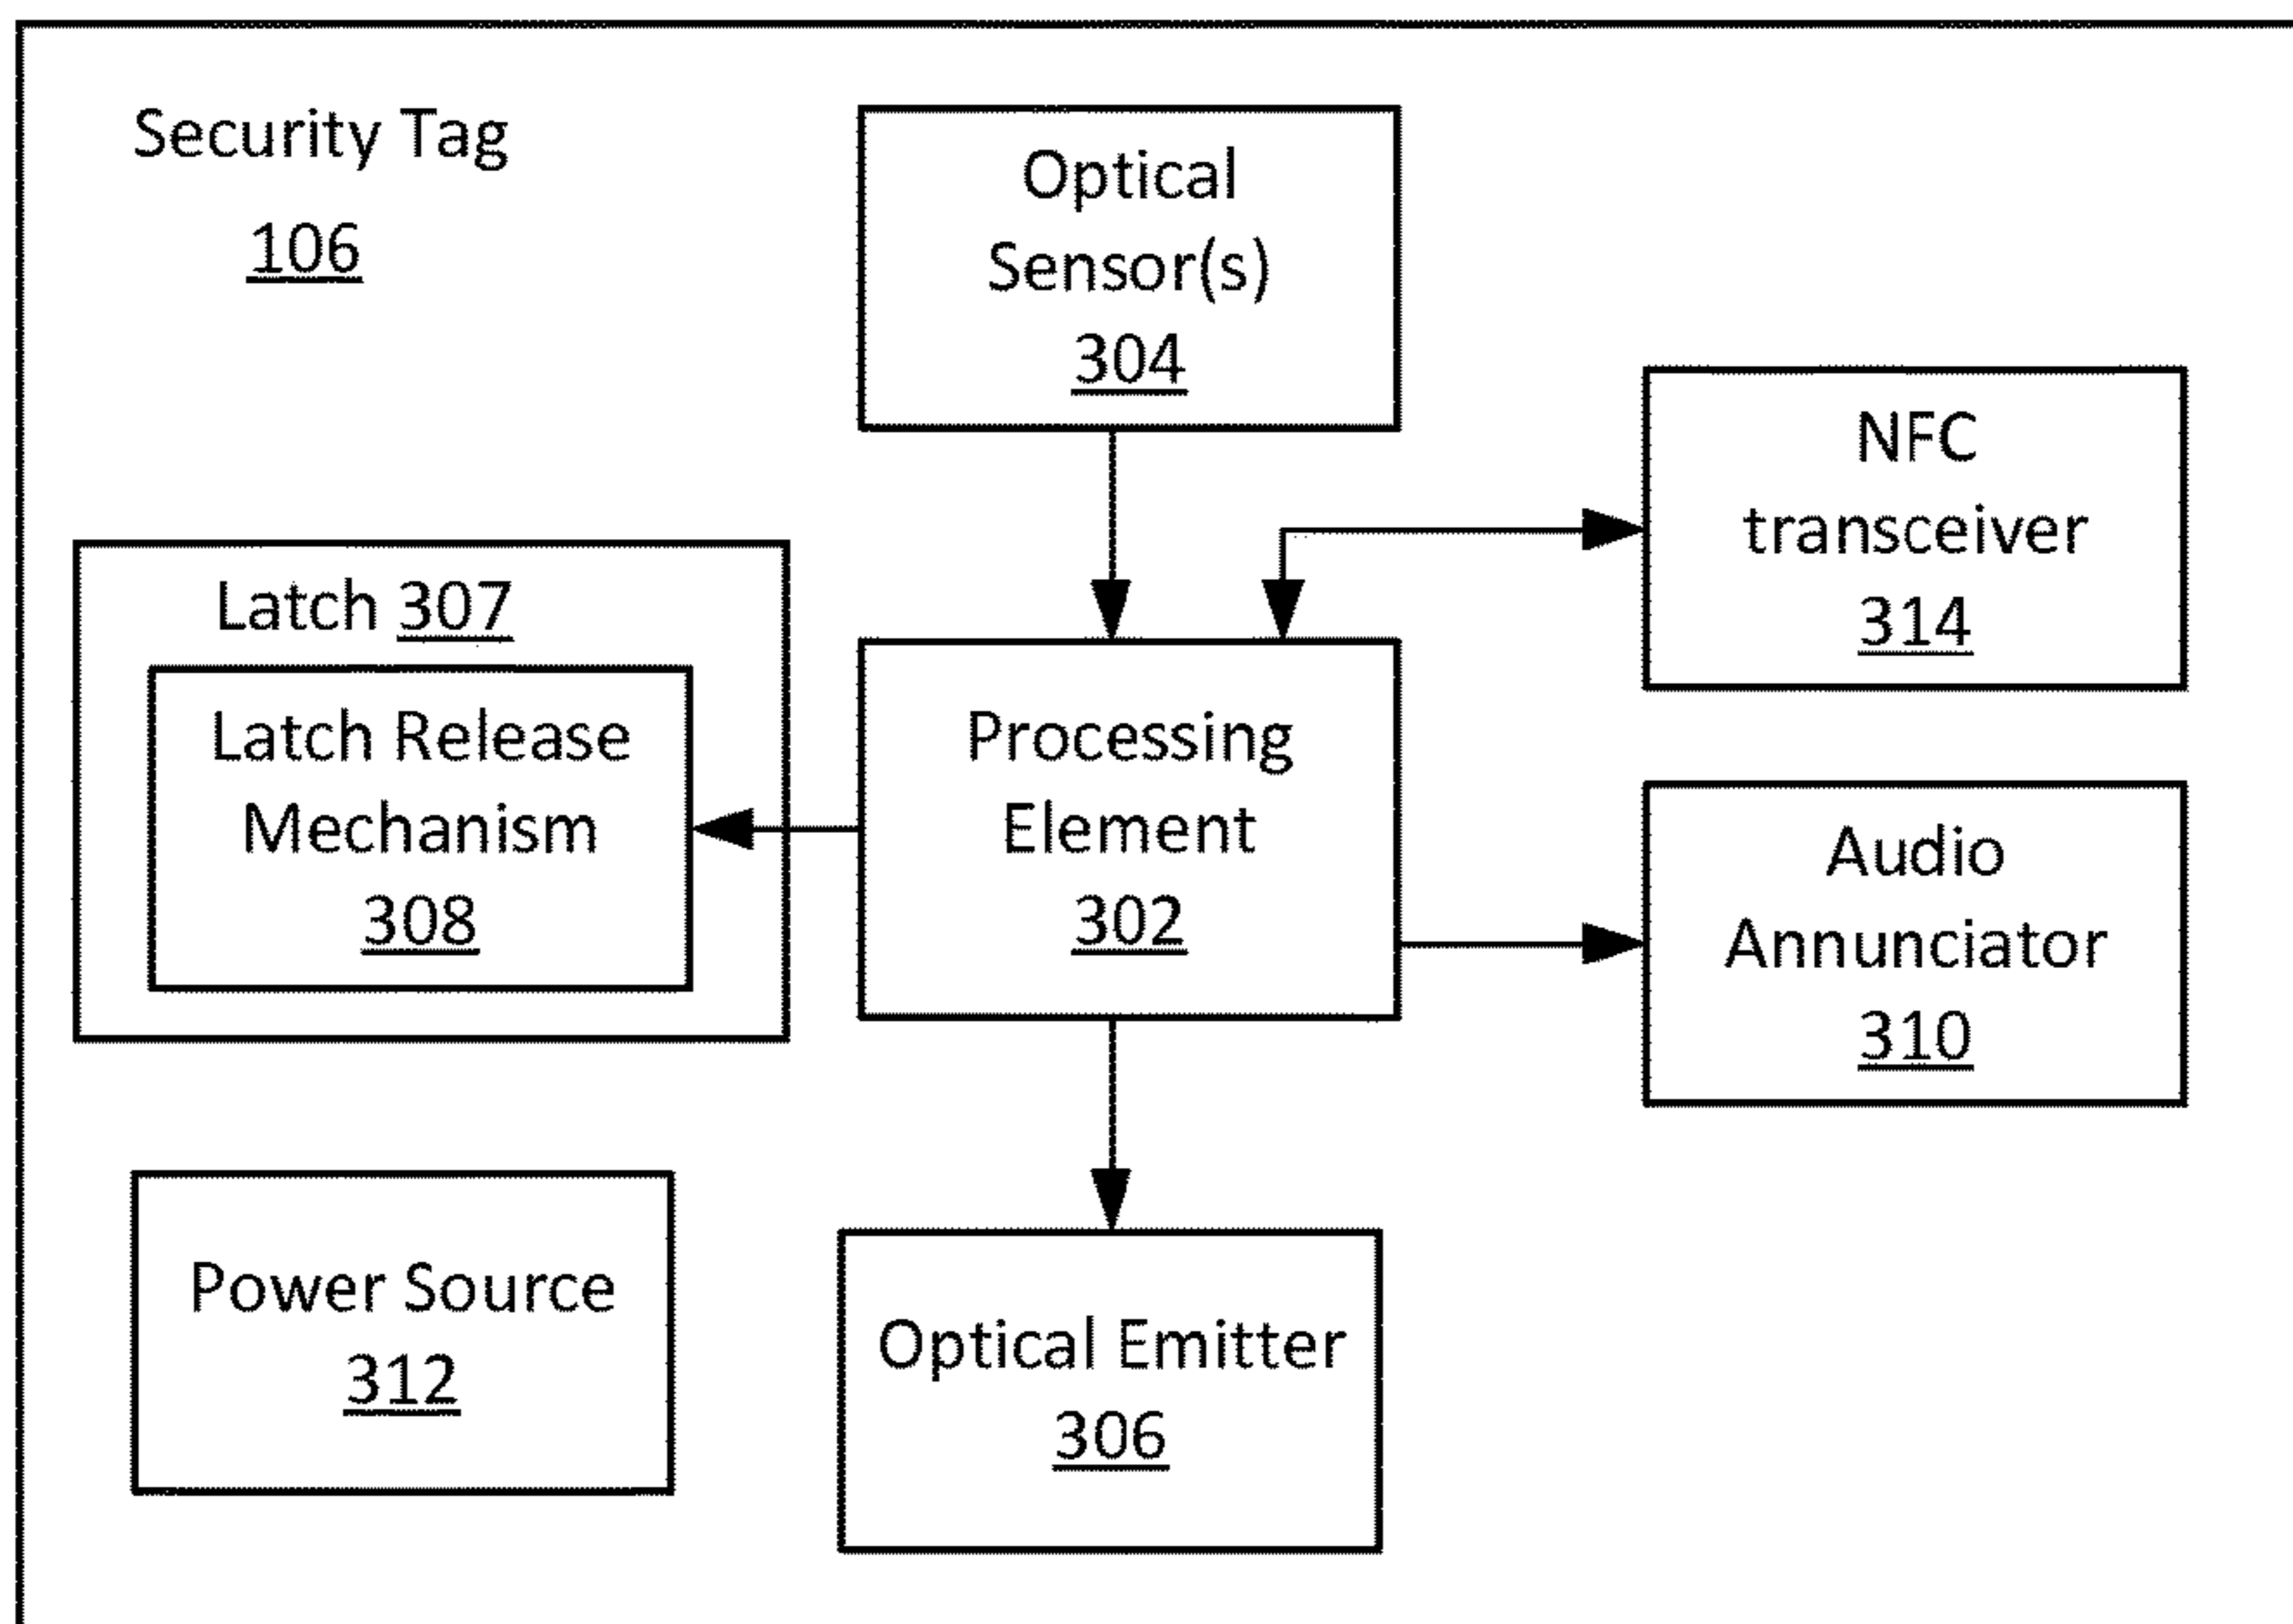 Security Tag
106
Optical
Sensor(s)
304
NFC
transceiver
314
Latch 307
Latch Release
Mechanism
308
Processing
Element
302
Audio
Annunciator
310
Power Source
312
Optical Emitter
306